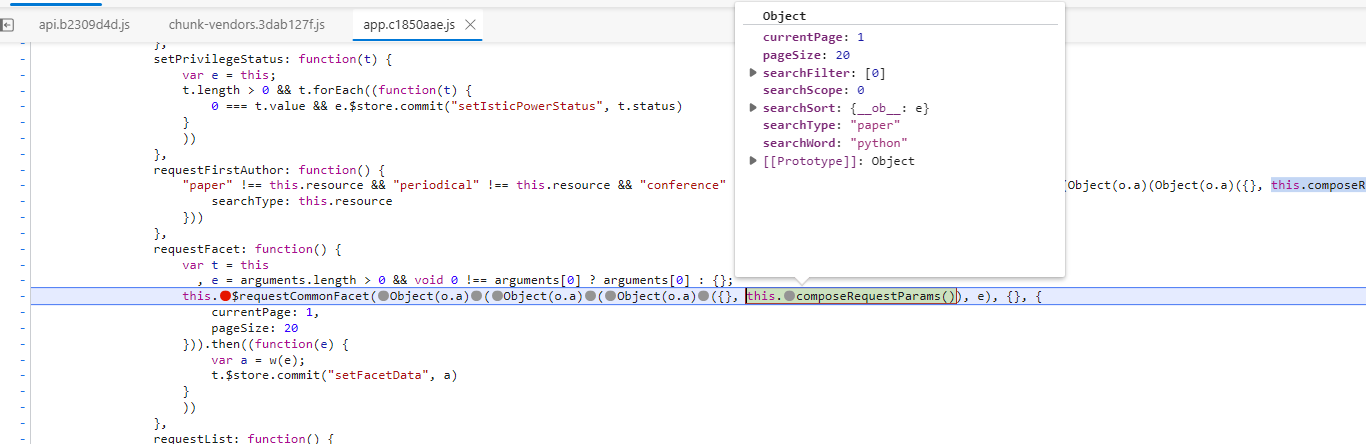 api.b2309d4d.js chunk-vendors.3dab127f.js app.c1850aae.js
},
setPrivilegeStatus: function(t) {
var e = this;
t.length > 0 && t.forEach((function(t) {
0 === t.value && e.$store.commit("setIsticPowerStatus", t.status)
}
))
},
requestFirstAuthor: function() {
"paper" !== this.resource && "periodical" !== this.resource && "conference" (Object(o.a)(Object(o.a)({}, this.composeR
searchType: this.resource
}))
},
requestFacet: function() {
var t = this
, e = arguments.length > 0 && void 0 !== arguments[0] ? arguments[0] : {};
this.$requestCommonFacet(Object(o.a)(Object(o.a)(Object(o.a)({}, this.composeRequestParams()), e), {}, {
currentPage: 1,
pageSize: 20
})).then((function(e) {
var a = w(e);
t.$store.commit("setFacetData", a)
}
))
},
requestList: function() {
Object
currentPage: 1
pageSize: 20
searchFilter: [0]
searchScope: 0
searchSort: {__ob__: e}
searchType: "paper"
searchWord: "python"
[[Prototype]]: Object